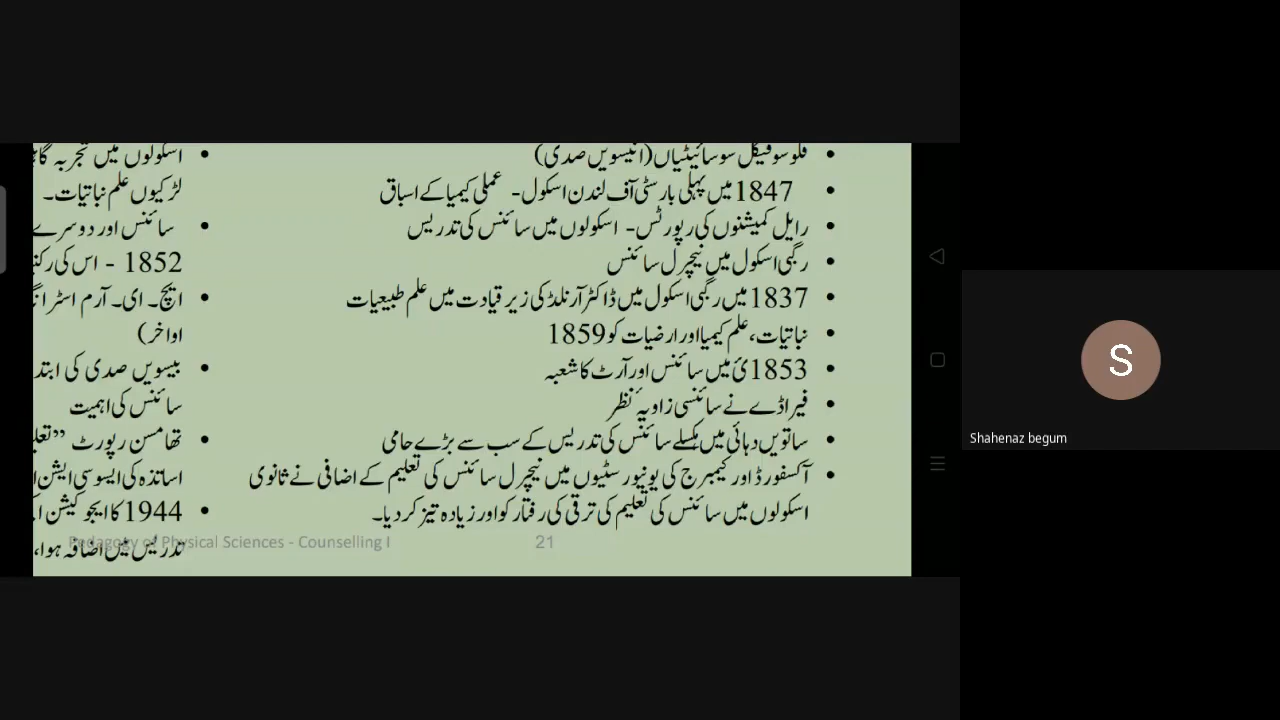 فلوسوفیکل سوسائیٹیاں (انیسویں صدی)
1847 میں پہلی بار سٹی آف لندن اسکول- عملی کیمیا کے اسباق
رایل کمیشنوں کی رپورٹس- اسکولوں میں سائنس کی تدریس
رگبی اسکول میں نیچرل سائنس
1837 میں رگبی اسکول میں ڈاکٹر آرنلڈ کی زیر قیادت میں علم طبیعیات
نباتیات، علم کیمیا اور ارضیات کو 1859
1853ئ میں سائنس اور آرٹ کا شعبہ
فیراڈے نے سائنسی زاویہٴ نظر
ساتویں دہائی میں ہکسلے سائنس کی تدریس کے سب سے بڑے حامی
آکسفورڈ اور کیمبرج کی یونیورسٹیوں میں نیچرل سائنس کی تعلیم کے اضافی نے ثانوی
اسکولوں میں سائنس کی تعلیم کی ترقی کی رفتار کو اور زیادہ تیز کر دیا۔
اسکولوں میں تجربہ
لڑکیوں علم نباتیات۔
سائنس اور دوسرے
1852 - اس کی
ایچ۔ ای۔ آرم
اواخر)
بیسویں صدی کی
سائنس کی اہمیت
تھامسن رپورٹ
اساتذہ کی ایسوسی ایشن
1944 کا ایجوکیشن
تدریس میں اضافہ ہوا،
Pedagogy of Physical Sciences - Counselling I
21
Shahenaz begum
S